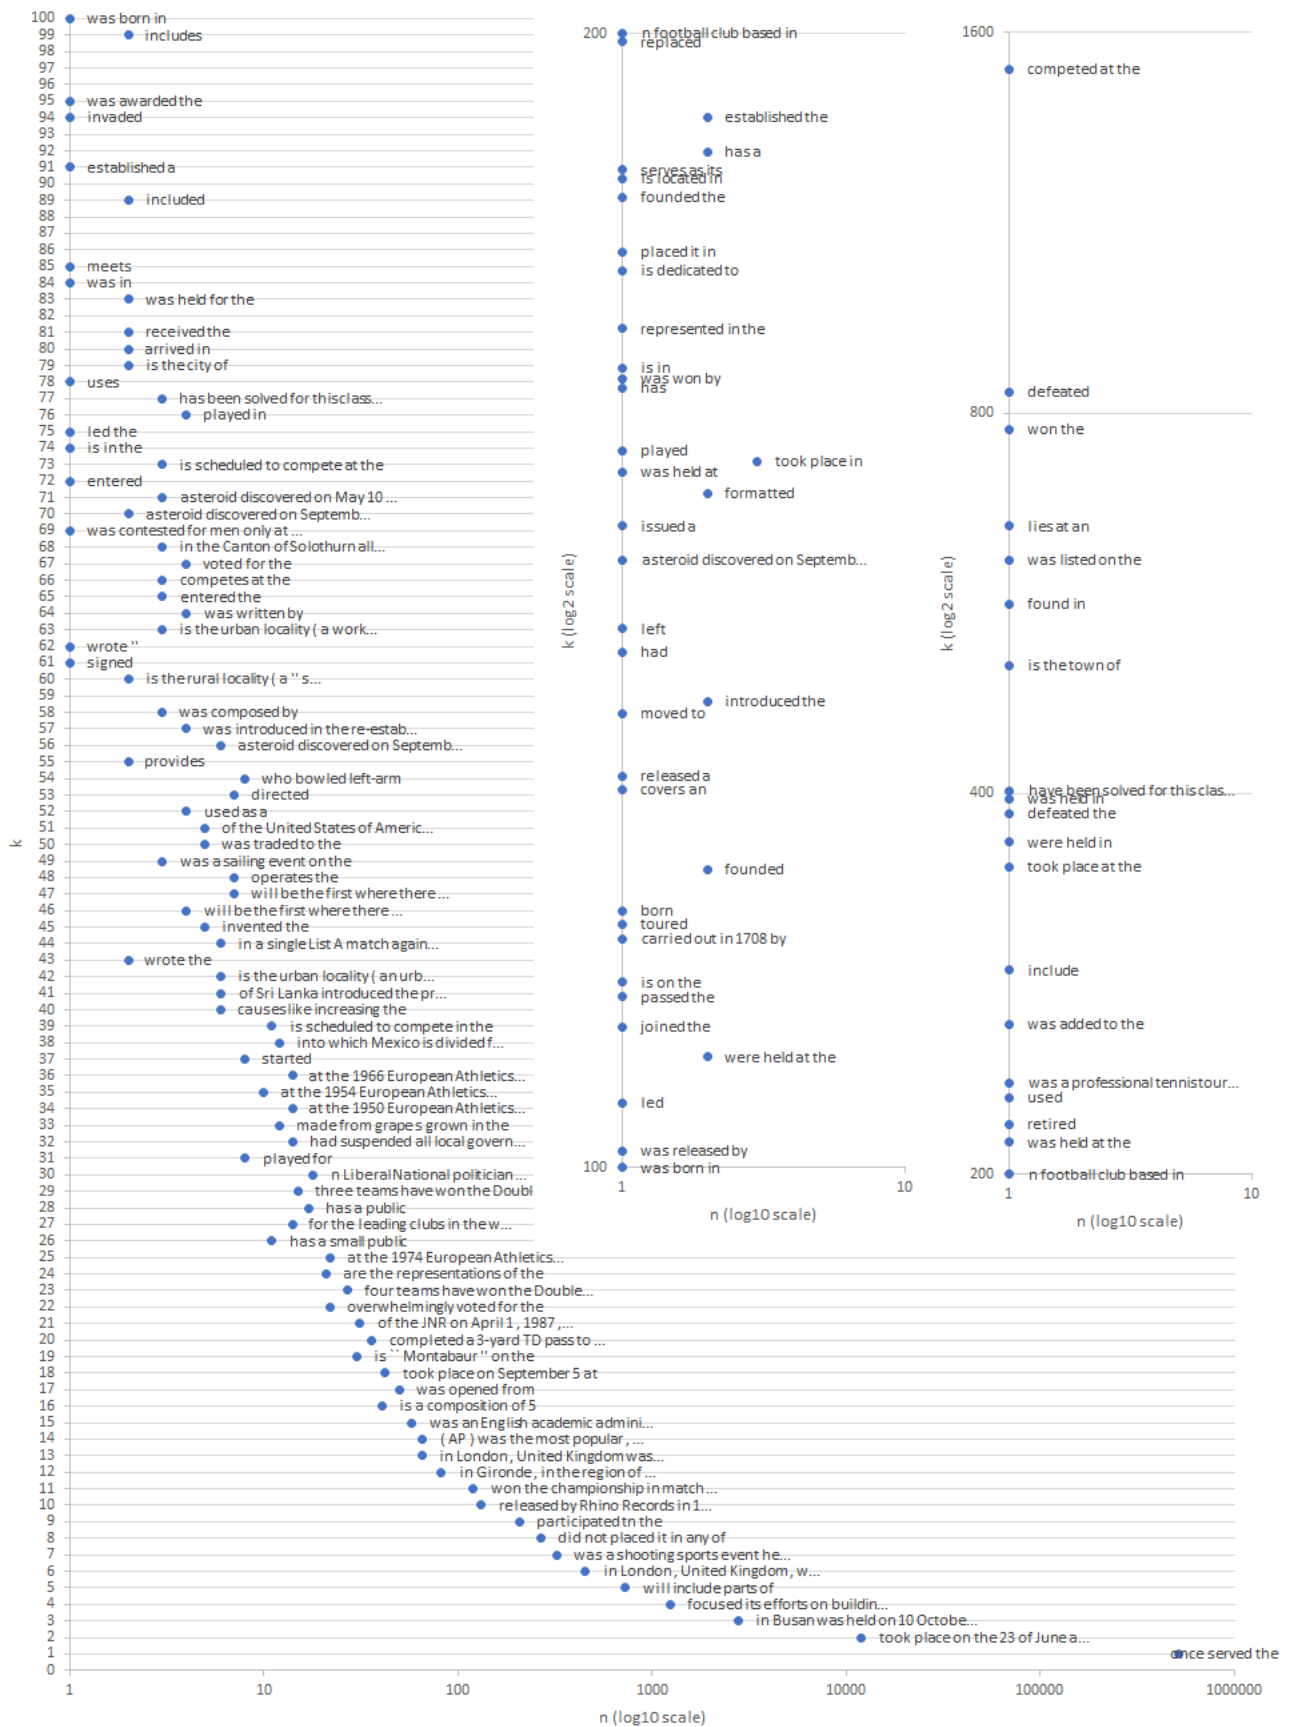 100 was born in
99 includes
98
97
96
95 was awarded the
94 invaded
93
92
91 established a
90
89 included
88
87
86
85 meets
84 was in
83 was held for the
82
81 received the
80 arrived in
79 is the city of
78 uses
77 has been solved for this class...
76 played in
75 led the
74 is in the
73 is scheduled to compete at the
72 entered
71 asteroid discovered on May 10 ...
70 asteroid discovered on Septemb...
69 was contested for men only at ...
68 in the Canton of Solothurn all...
67 voted for the
66 competes at the
65 entered the
64 was written by
63 is the urban locality ( a work...
62 wrote ''
61 signed
60 is the rural locality ( a '' s...
59
58 was composed by
57 was introduced in the re-estab...
56 asteroid discovered on Septemb...
55 provides
54 who bowled left-arm
53 directed
52 used as a
51 of the United States of Americ...
50 was traded to the
49 was a sailing event on the
48 operates the
47 will be the first where there ...
46 will be the first where there ...
45 invented the
44 in a single List A match again...
43 wrote the
42 is the urban locality ( an urb...
41 of Sri Lanka introduced the pr...
40 causes like increasing the
39 is scheduled to compete in the
38 into which Mexico is divided f...
37 started
36 at the 1966 European Athletics...
35 at the 1954 European Athletics...
34 at the 1950 European Athletics...
33 made from grapes grown in the
32 had suspended all local govern...
31 played for
30 n Liberal National politician ...
29 three teams have won the Doubl
28 has a public
27 for the leading clubs in the w...
26 has a small public
25 at the 1974 European Athletics...
24 are the representations of the
23 four teams have won the Double...
22 overwhelmingly voted for the
21 of the JNR on April 1 , 1987 ,...
20 completed a 3-yard TD pass to ...
19 is `` Montabaur '' on the
18 took place on September 5 at
17 was opened from
16 is a composition of 5
15 was an English academic admini...
14 ( AP ) was the most popular , ...
13 in London , United Kingdom was...
12 in Gironde , in the region of ...
11 won the championship in match ...
10 released by Rhino Records in 1...
9 participated tn the
8 did not placed it in any of
7 was a shooting sports event he...
6 in London , United Kingdom , w...
5 will include parts of
4 focused its efforts on buildin...
3 in Busan was held on 10 Octobe...
2 took place on the 23 of June a...
1 once served the
0
k
1 10 100 1000 10000 100000 1000000
n (log10 scale)
200 n football club based in
replaced
established the
has a
serves as its
is located in
founded the
placed it in
is dedicated to
represented in the
is in
was won by
has
played
took place in
was held at
formatted
issued a
asteroid discovered on Septemb...
left
had
introduced the
moved to
released a
covers an
founded
born
toured
carried out in 1708 by
is on the
passed the
joined the
were held at the
led
was released by
100 was born in
k (log2 scale)
1 10
n (log10 scale)
1600
competed at the
defeated
800
won the
lies at an
was listed on the
found in
is the town of
have been solved for this clas...
400
was held in
defeated the
were held in
took place at the
include
was added to the
was a professional tennis tour...
used
retired
was held at the
200 n football club based in
k (log2 scale)
1 10
n (log10 scale)